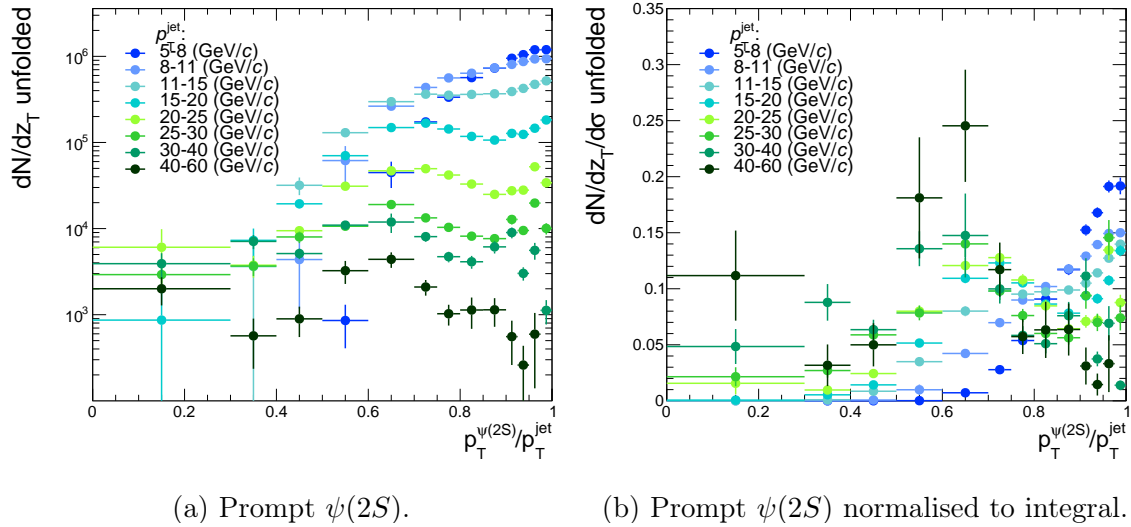 dN/dz_T unfolded
10^6
10^5
10^4
10^3
p_T^jet:
5-8 (GeV/c)
8-11 (GeV/c)
11-15 (GeV/c)
15-20 (GeV/c)
20-25 (GeV/c)
25-30 (GeV/c)
30-40 (GeV/c)
40-60 (GeV/c)
0 0.2 0.4 0.6 0.8 1
p_T^ψ(2S)/p_T^jet
(a) Prompt ψ(2S).
dN/dz_T/dσ unfolded
0.35
0.3
0.25
0.2
0.15
0.1
0.05
0
p_T^jet:
5-8 (GeV/c)
8-11 (GeV/c)
11-15 (GeV/c)
15-20 (GeV/c)
20-25 (GeV/c)
25-30 (GeV/c)
30-40 (GeV/c)
40-60 (GeV/c)
0 0.2 0.4 0.6 0.8 1
p_T^ψ(2S)/p_T^jet
(b) Prompt ψ(2S) normalised to integral.